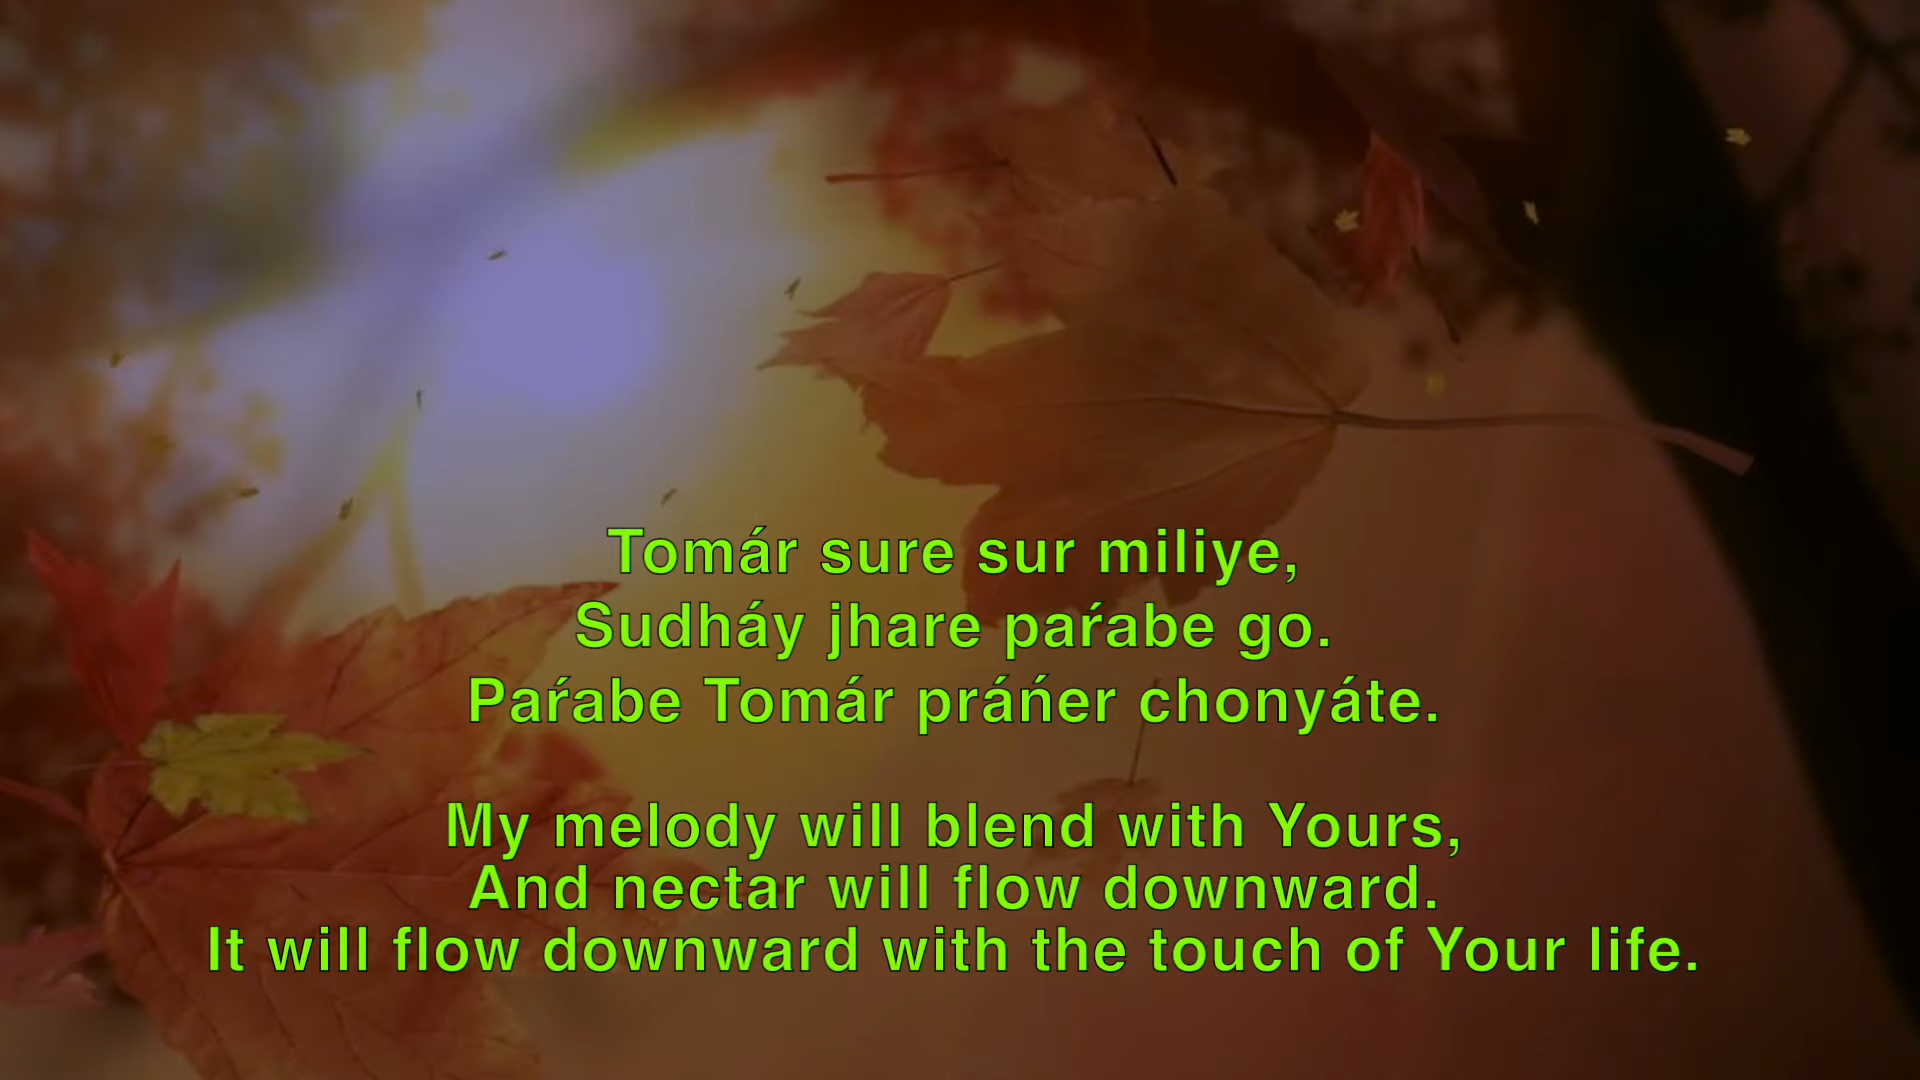 Tomár sure sur miliye,
Sudháy jhare paŕabe go.
Paŕabe Tomár práńer chonyáte.
My melody will blend with Yours,
And nectar will flow downward.
It will flow downward with the touch of Your life.